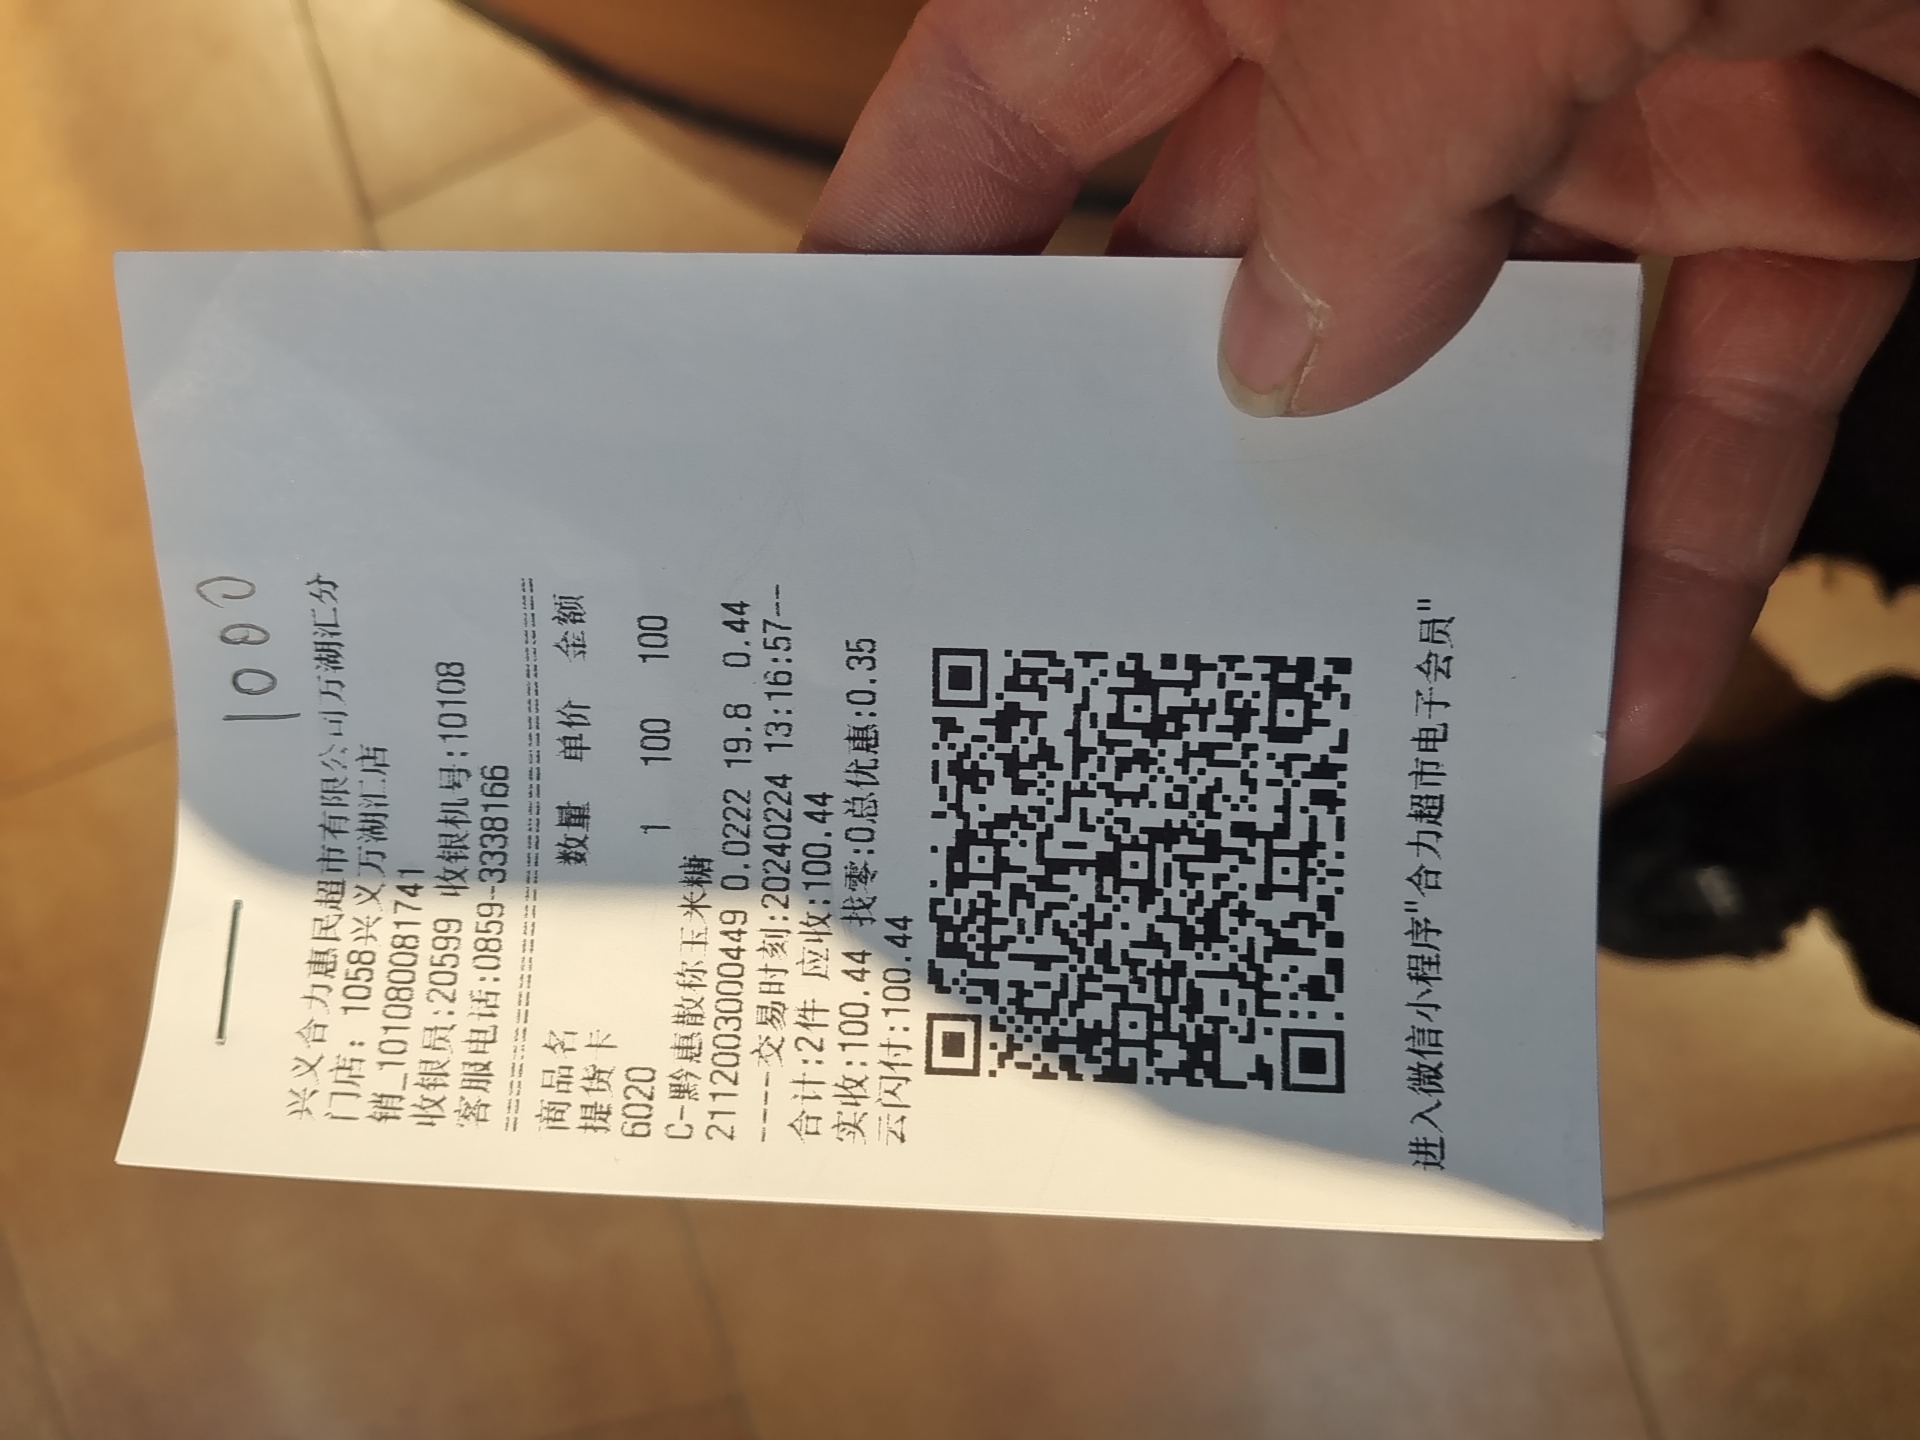 1000
兴义合力惠民超市有限公司万湖汇分
门店: 1058兴义万湖汇店
销_101080081741
收银员:20599 收银机号:10108
客服电话:0859-3338166
商品名 数量 单价 金额
提货卡
6020 1 100 100
C-黔惠散称玉米糖
2112003000449 0.0222 19.8 0.44
----交易时刻:20240224 13:16:57--
合计:2件 应收:100.44
实收:100.44 找零:0总优惠:0.35
云闪付:100.44
进入微信小程序"合力超市电子会员"